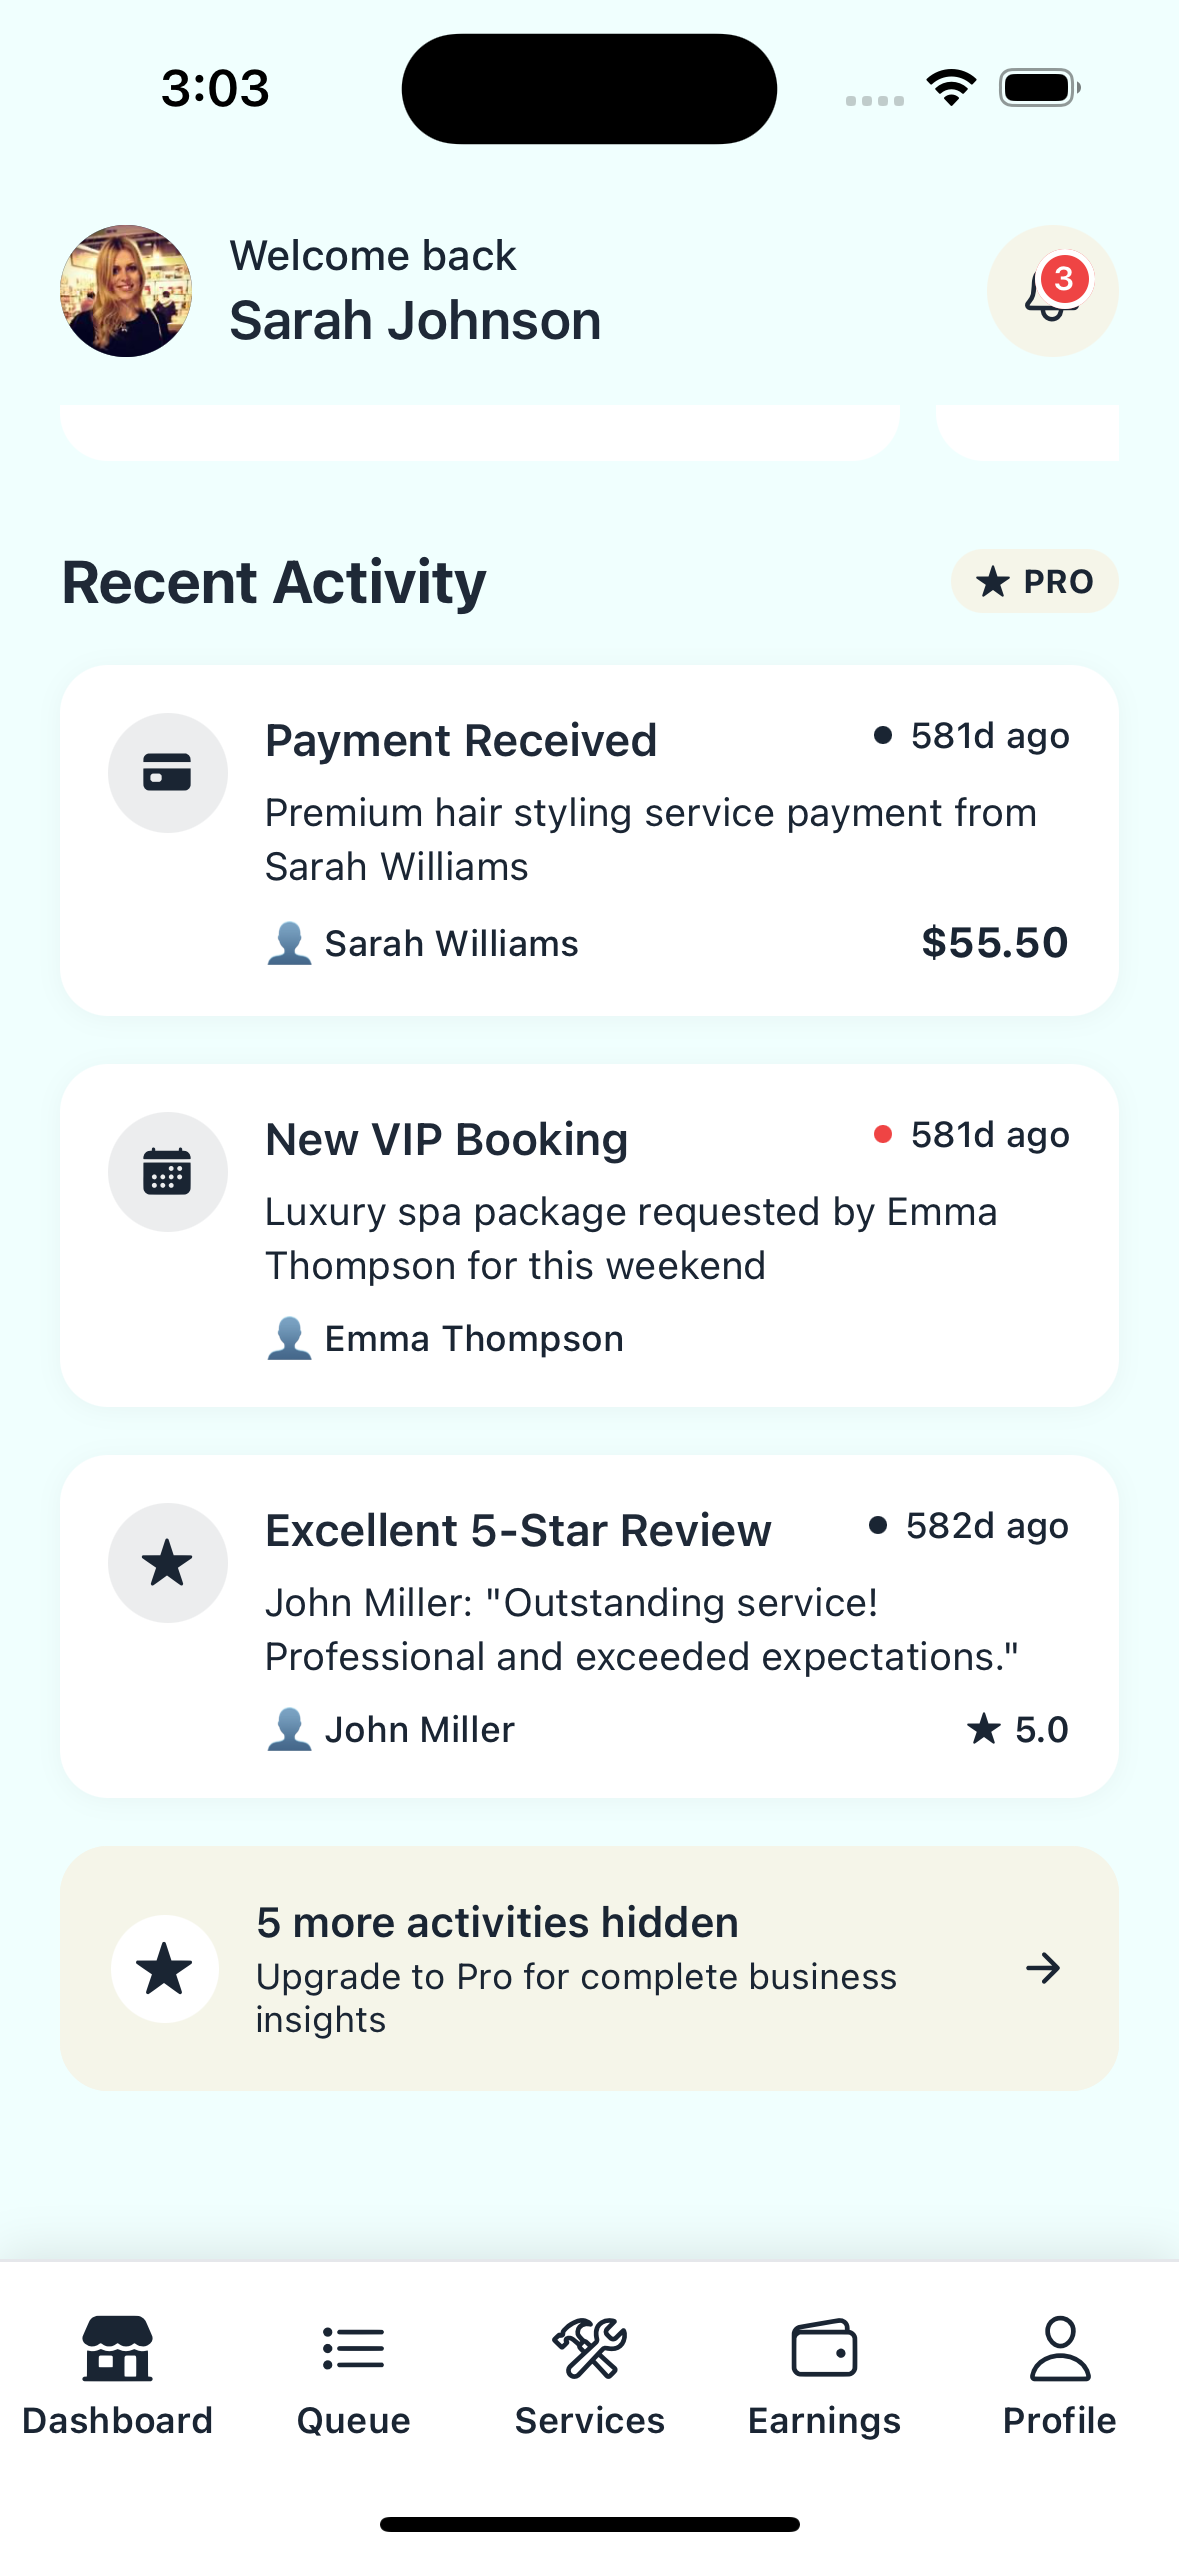 3:03
Welcome back
Sarah Johnson
3
Recent Activity
PRO
Payment Received
581d ago
Premium hair styling service payment from
Sarah Williams
Sarah Williams
$55.50
New VIP Booking
581d ago
Luxury spa package requested by Emma
Thompson for this weekend
Emma Thompson
Excellent 5-Star Review
582d ago
John Miller: "Outstanding service!
Professional and exceeded expectations."
John Miller
5.0
5 more activities hidden
Upgrade to Pro for complete business
insights
Dashboard
Queue
Services
Earnings
Profile